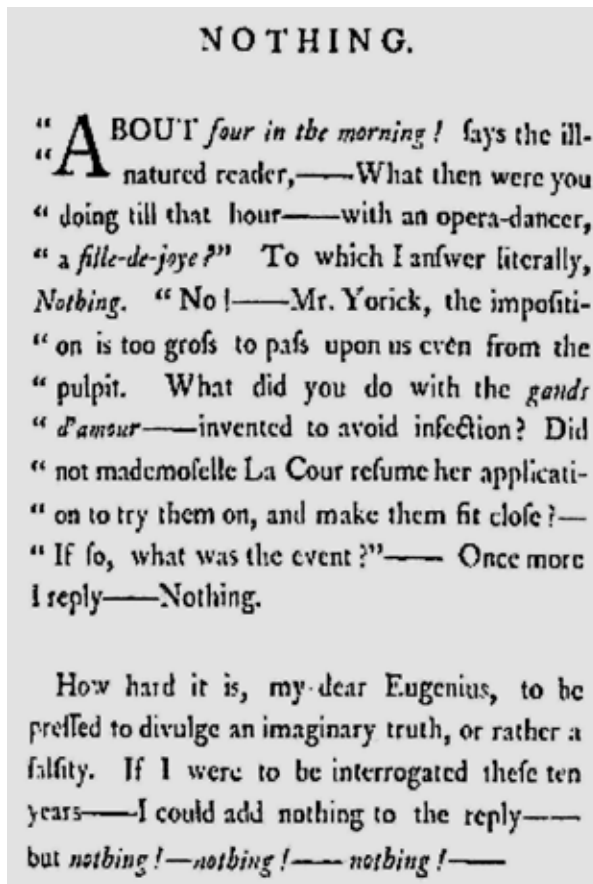 NOTHING.
“ ABOUT four in the morning! ſays the ill-
“ natured reader,——What then were you
“ doing till that hour——with an opera-dancer,
“ a fille-de-joye?” To which I anſwer literally,
Nothing. “ No!——Mr. Yorick, the impoſiti-
“ on is too groſs to paſs upon us even from the
“ pulpit. What did you do with the gands
“ d'amour——invented to avoid infection? Did
“ not mademoſelle La Cour reſume her applicati-
“ on to try them on, and make them fit cloſe?—
“ If ſo, what was the event?”—— Once more
I reply——Nothing.
How hard it is, my dear Eugenius, to be
preſſed to divulge an imaginary truth, or rather a
falſity. If I were to be interrogated theſe ten
years——I could add nothing to the reply——
but nothing!—nothing!—— nothing!——